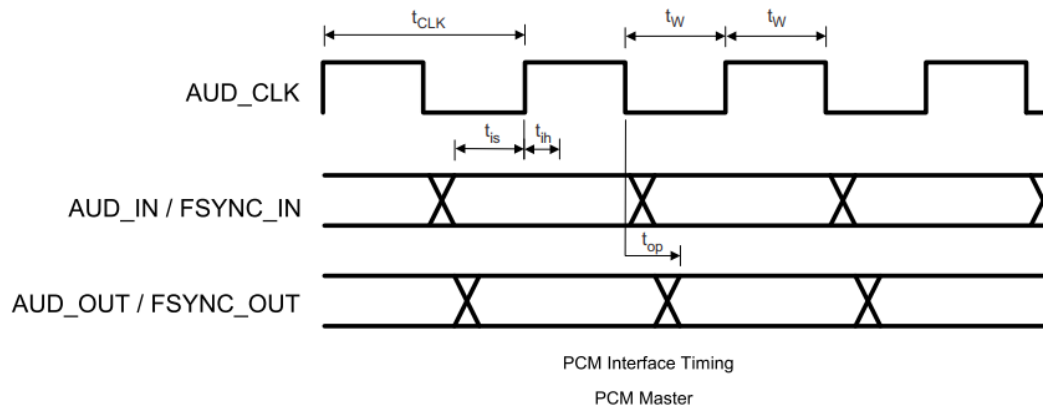 tCLK
tW
tW
AUD_CLK
tis
tih
AUD_IN / FSYNC_IN
top
AUD_OUT / FSYNC_OUT
PCM Interface Timing
PCM Master